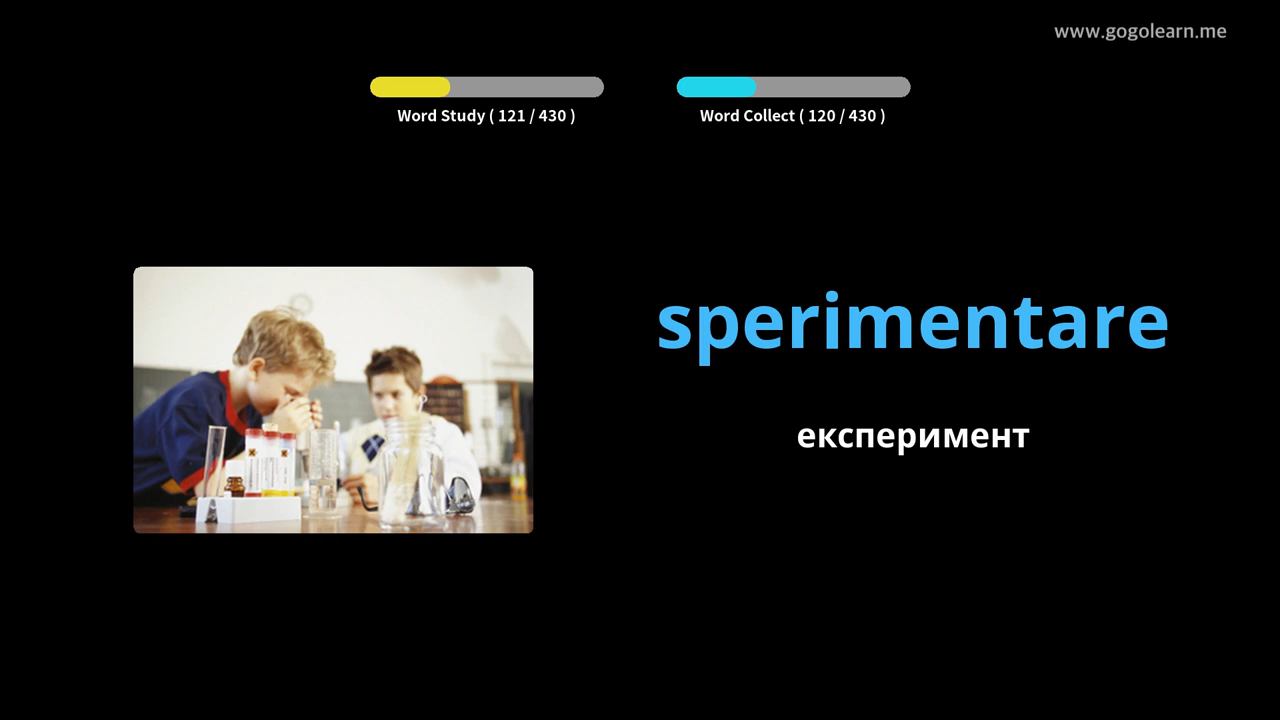 www.gogolearn.me
Word Study ( 121 / 430 )
Word Collect ( 120 / 430 )
sperimentare
експеримент